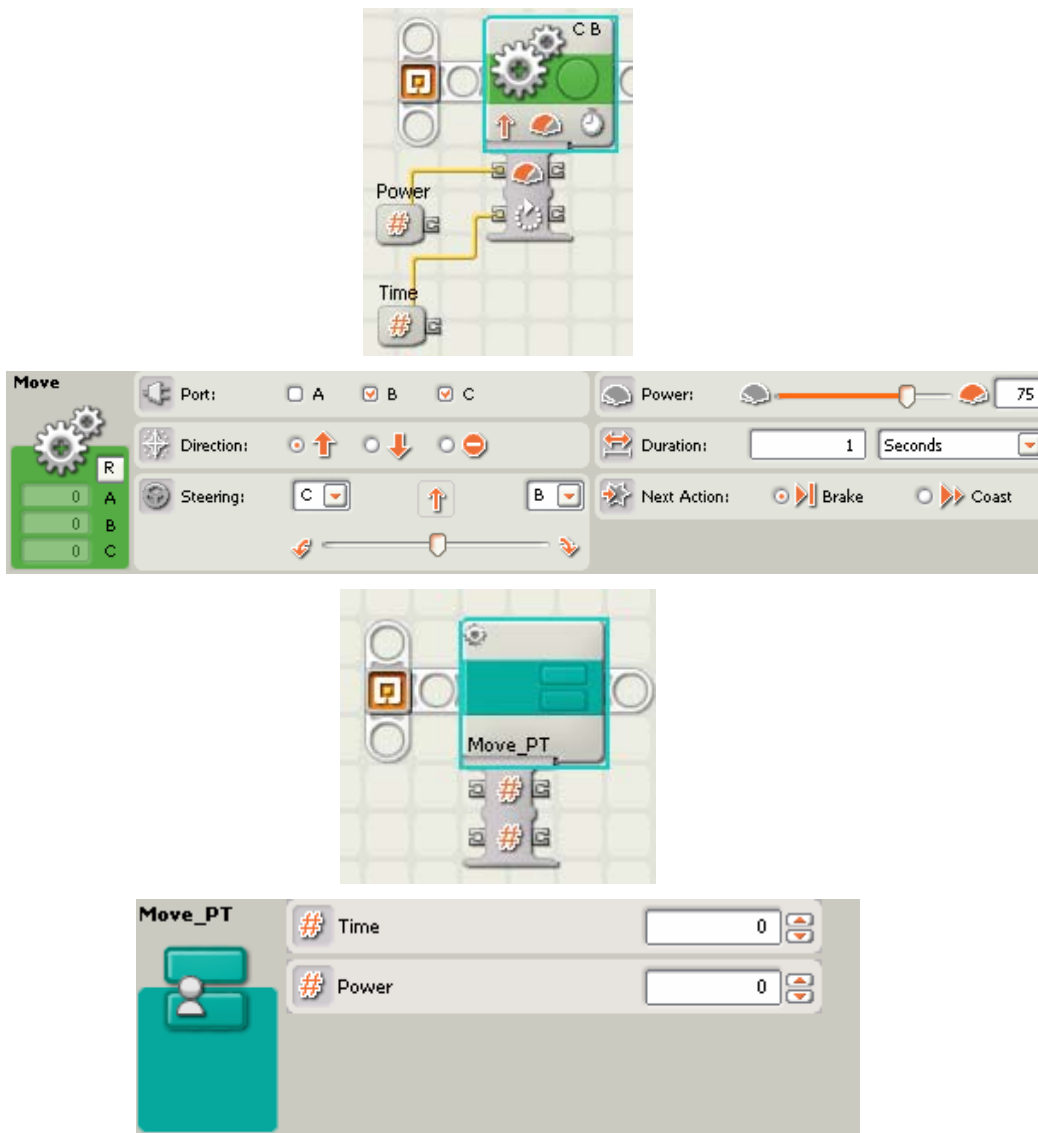 C B
Power
#
Time
#
Move
Port: A B C Power: 75
R
Direction: Duration: 1 Seconds
0 A
Steering: C B Next Action: Brake Coast
0 B
0 C
Move_PT
#
#
Move_PT
# Time 0
# Power 0